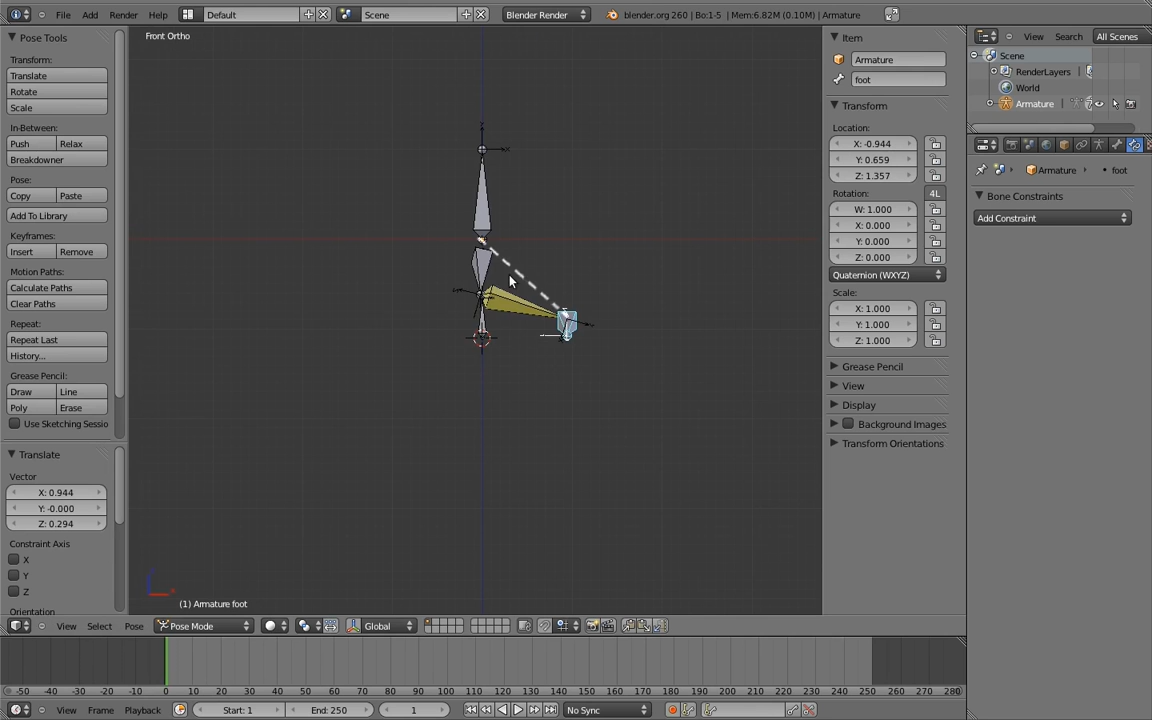 File Add Render Help Default Scene Blender Render blender.org 260 | Bo:1-5 | Mem:6.82M (0.10M) | Armature
Pose Tools
Transform:
Translate
Rotate
Scale
In-Between:
Push Relax
Breakdowner
Pose:
Copy Paste
Add To Library
Keyframes:
Insert Remove
Motion Paths:
Calculate Paths
Clear Paths
Repeat:
Repeat Last
History...
Grease Pencil:
Draw Line
Poly Erase
Use Sketching Sessio
Translate
Vector
X: 0.944
Y: -0.000
Z: 0.294
Constraint Axis
X
Y
Z
Orientation
Front Ortho
(1) Armature foot
Item
Armature
foot
Transform
Location:
X: -0.944
Y: 0.659
Z: 1.357
Rotation: 4L
W: 1.000
X: 0.000
Y: 0.000
Z: 0.000
Quaternion (WXYZ)
Scale:
X: 1.000
Y: 1.000
Z: 1.000
Grease Pencil
View
Display
Background Images
Transform Orientations
View Search All Scenes
Scene
RenderLayers
World
Armature
Armature foot
Bone Constraints
Add Constraint
View Select Pose Pose Mode Global
-50 -40 -30 -20 -10 0 10 20 30 40 50 60 70 80 90 100 110 120 130 140 150 160 170 180 190 200 210 220 230 240 250 260 270 280
View Frame Playback Start: 1 End: 250 1 No Sync